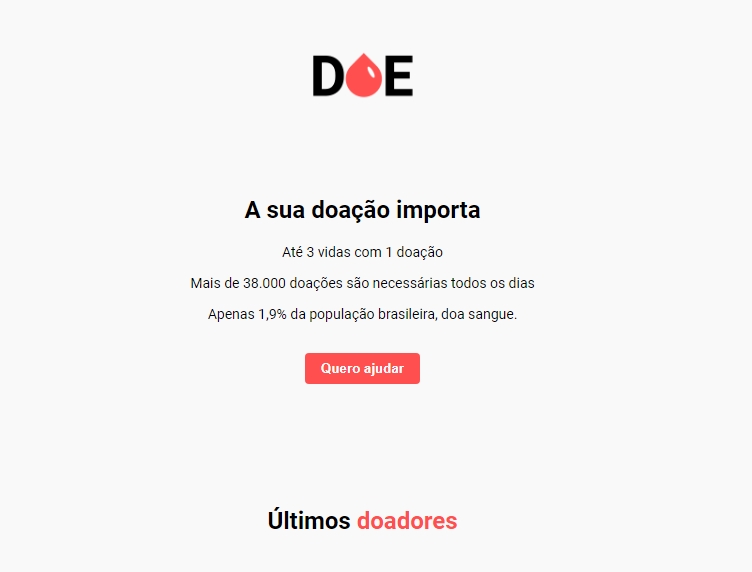 DOE
A sua doação importa
Até 3 vidas com 1 doação
Mais de 38.000 doações são necessárias todos os dias
Apenas 1,9% da população brasileira, doa sangue.
Quero ajudar
Últimos doadores